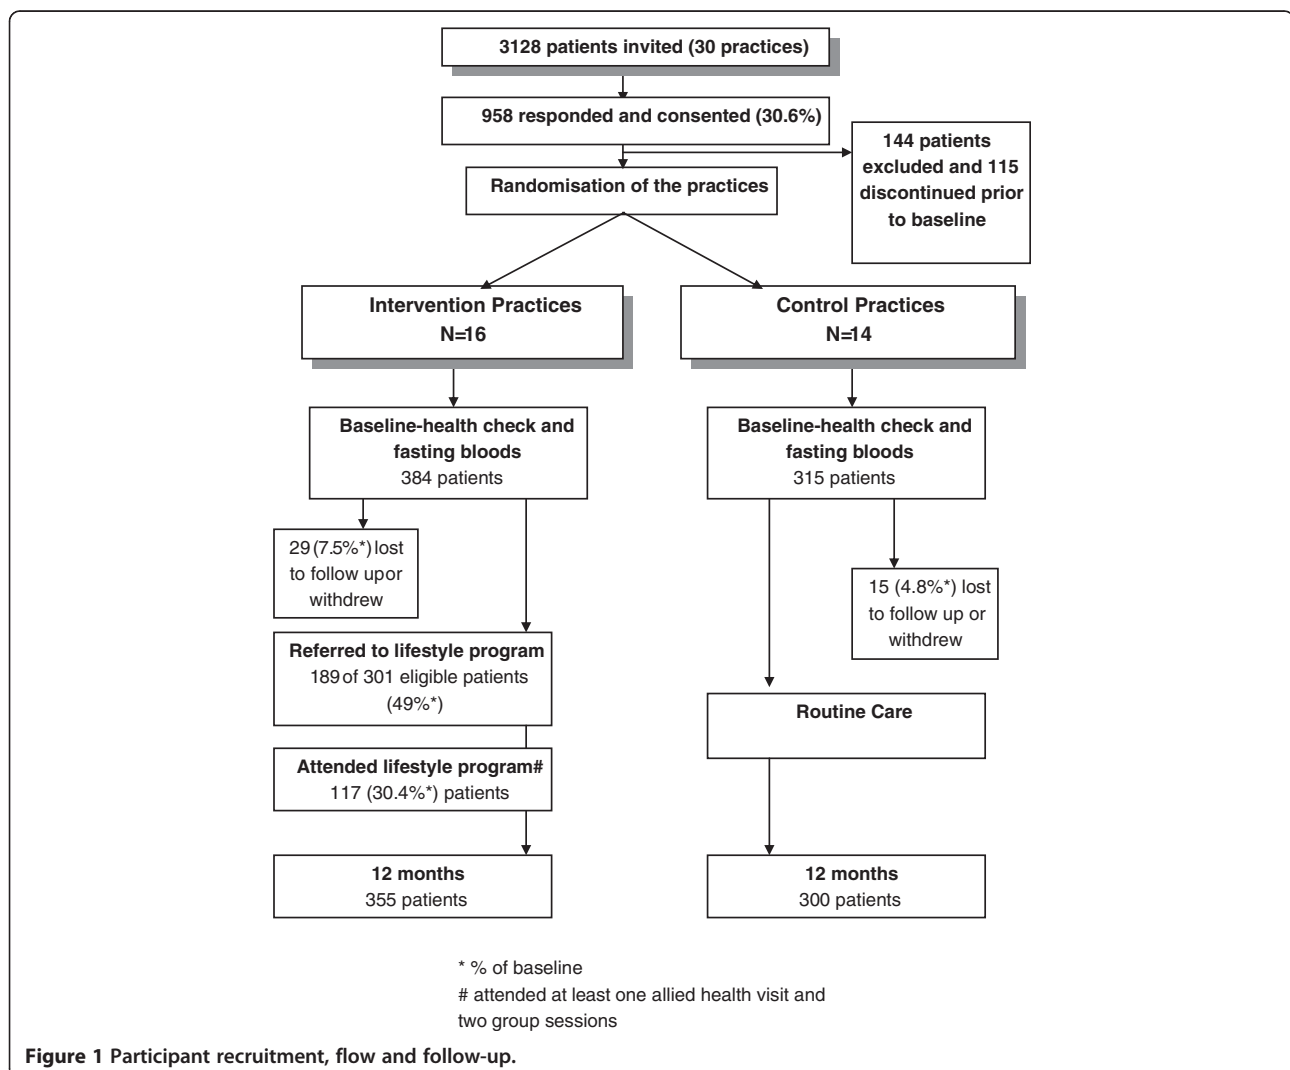 3128 patients invited (30 practices)
958 responded and consented (30.6%)
144 patients
excluded and 115
discontinued prior
to baseline
Randomisation of the practices
Intervention Practices
N=16
Control Practices
N=14
Baseline-health check and
fasting bloods
384 patients
Baseline-health check and
fasting bloods
315 patients
29 (7.5%*) lost
to follow upor
withdrew
15 (4.8%*) lost
to follow up or
withdrew
Referred to lifestyle program
189 of 301 eligible patients
(49%*)
Routine Care
Attended lifestyle program#
117 (30.4%*) patients
12 months
355 patients
12 months
300 patients
* % of baseline
# attended at least one allied health visit and
two group sessions
Figure 1 Participant recruitment, flow and follow-up.